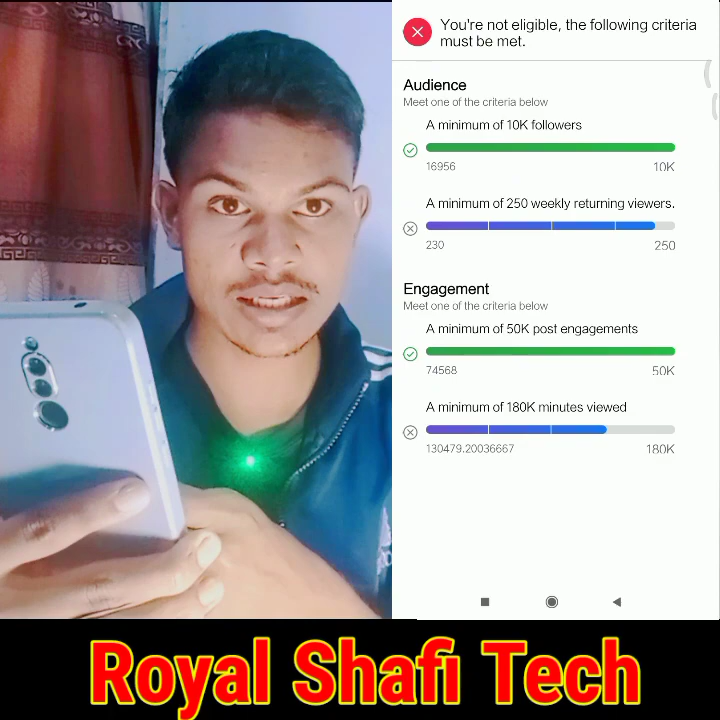 You're not eligible, the following criteria
must be met.
Audience
Meet one of the criteria below
A minimum of 10K followers
16956 10K
A minimum of 250 weekly returning viewers.
230 250
Engagement
Meet one of the criteria below
A minimum of 50K post engagements
74568 50K
A minimum of 180K minutes viewed
130479.20036667 180K
Royal Shafi Tech